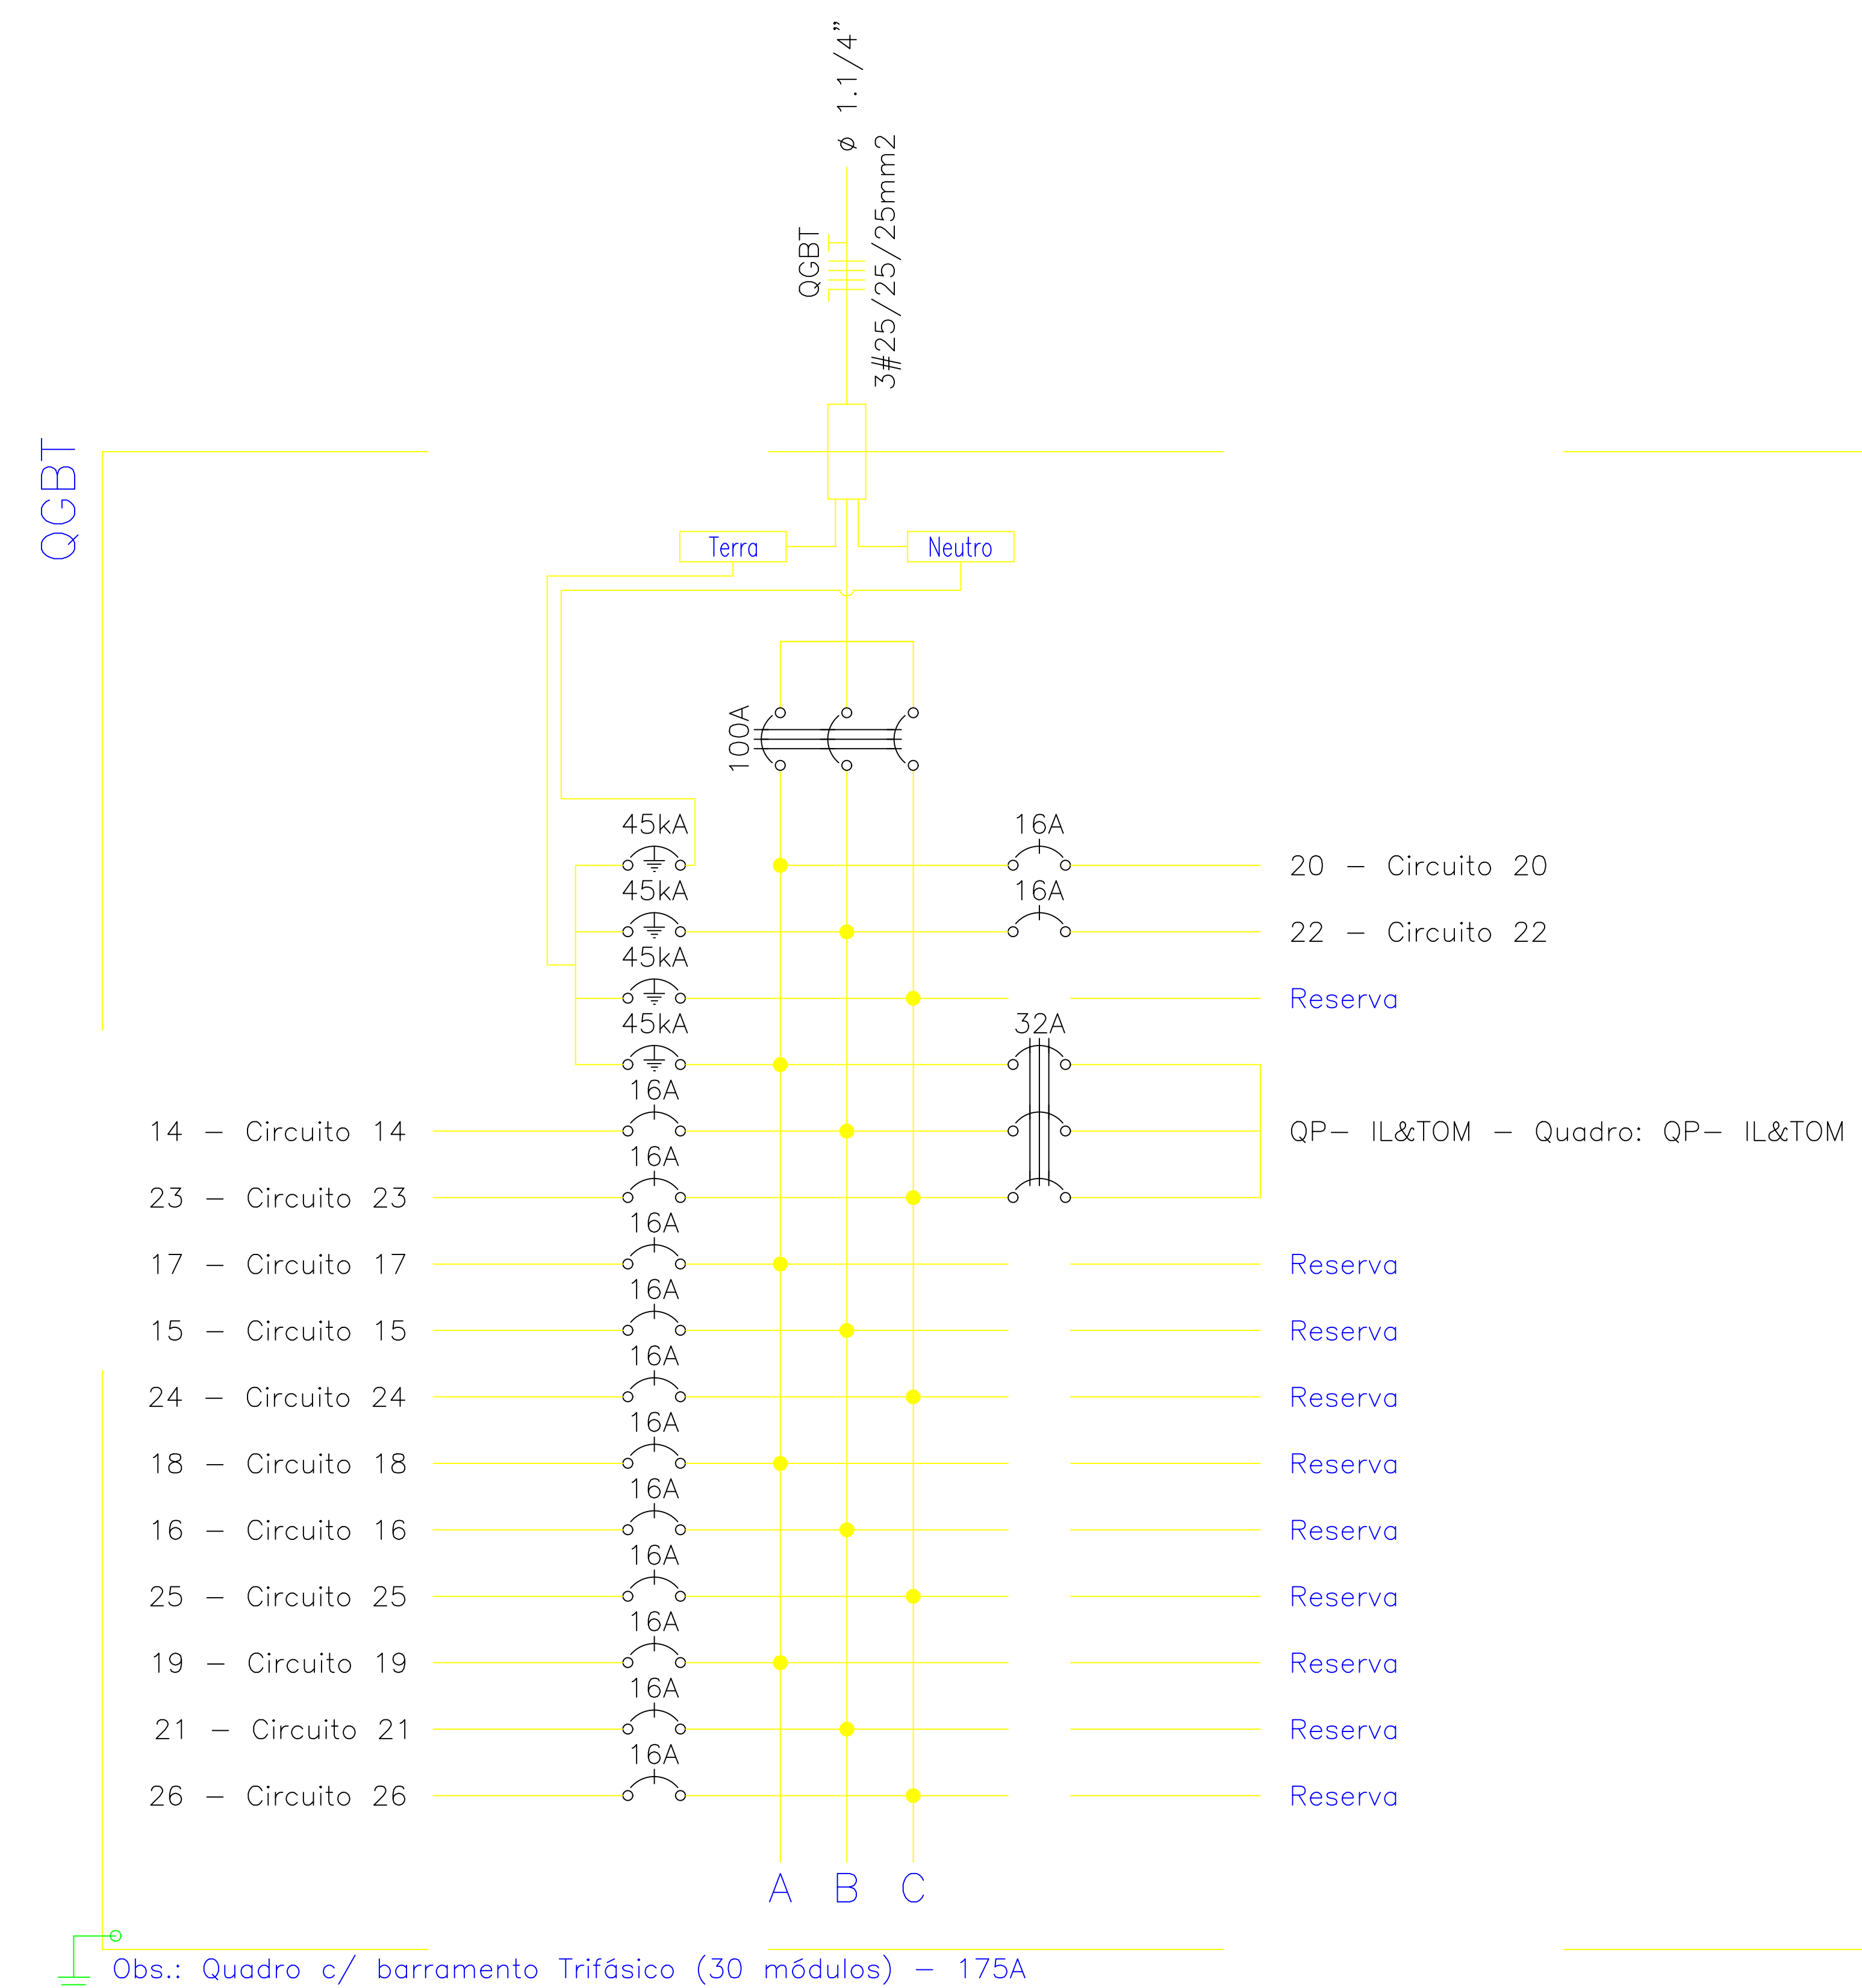 ø 1.1/4”
QGBT
3#25/25/25mm2
QGBT
Terra
Neutro
100A
45kA
16A
20 - Circuito 20
45kA
16A
22 - Circuito 22
45kA
Reserva
45kA
32A
16A
14 - Circuito 14
QP- IL&TOM - Quadro: QP- IL&TOM
16A
23 - Circuito 23
16A
17 - Circuito 17
Reserva
16A
15 - Circuito 15
Reserva
16A
24 - Circuito 24
Reserva
16A
18 - Circuito 18
Reserva
16A
16 - Circuito 16
Reserva
16A
25 - Circuito 25
Reserva
16A
19 - Circuito 19
Reserva
16A
21 - Circuito 21
Reserva
16A
26 - Circuito 26
Reserva
A B C
Obs.: Quadro c/ barramento Trifásico (30 módulos) - 175A